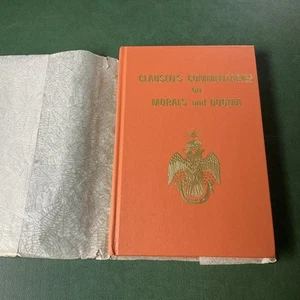 CLAUSEN'S COMMENTARIES
on
MORALS and DOGMA